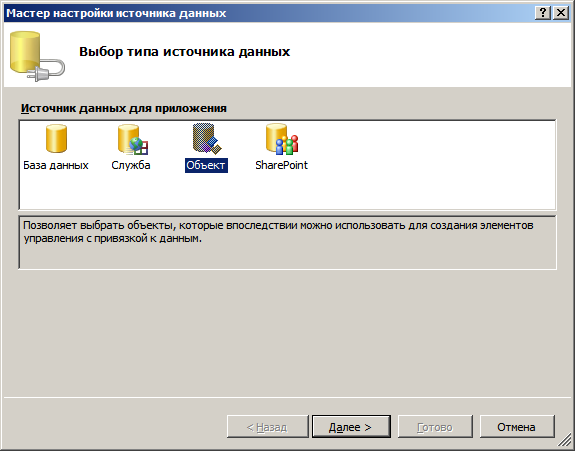 Мастер настройки источника данных
Выбор типа источника данных
Источник данных для приложения
База данных Служба Объект SharePoint
Позволяет выбрать объекты, которые впоследствии можно использовать для создания элементов
управления с привязкой к данным.
< Назад Далее > Готово Отмена